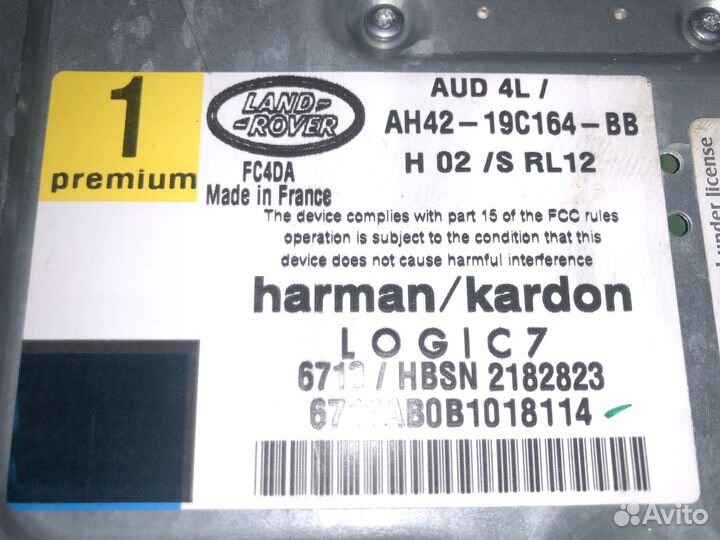 1
premium
LAND-
-ROVER
FC4DA
Made in France
AUD 4L /
AH42-19C164-BB
H 02 /S RL12
The device complies with part 15 of the FCC rules
operation is subject to the condition that this
device does not cause harmful interference
harman/kardon
LOGIC7
/ HBSN 2182823
under license
Avito